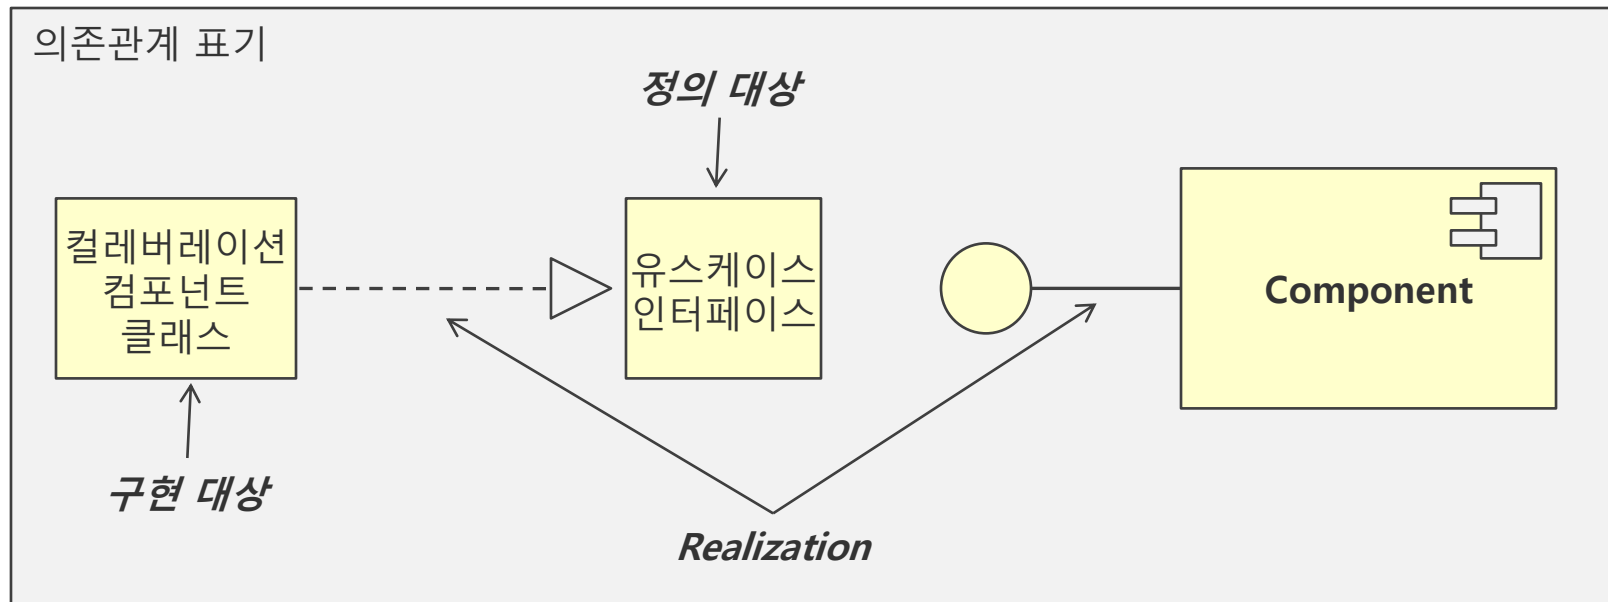 의존관계 표기
정의 대상
컬레버레이션
컴포넌트
클래스
유스케이스
인터페이스
Component
구현 대상
Realization